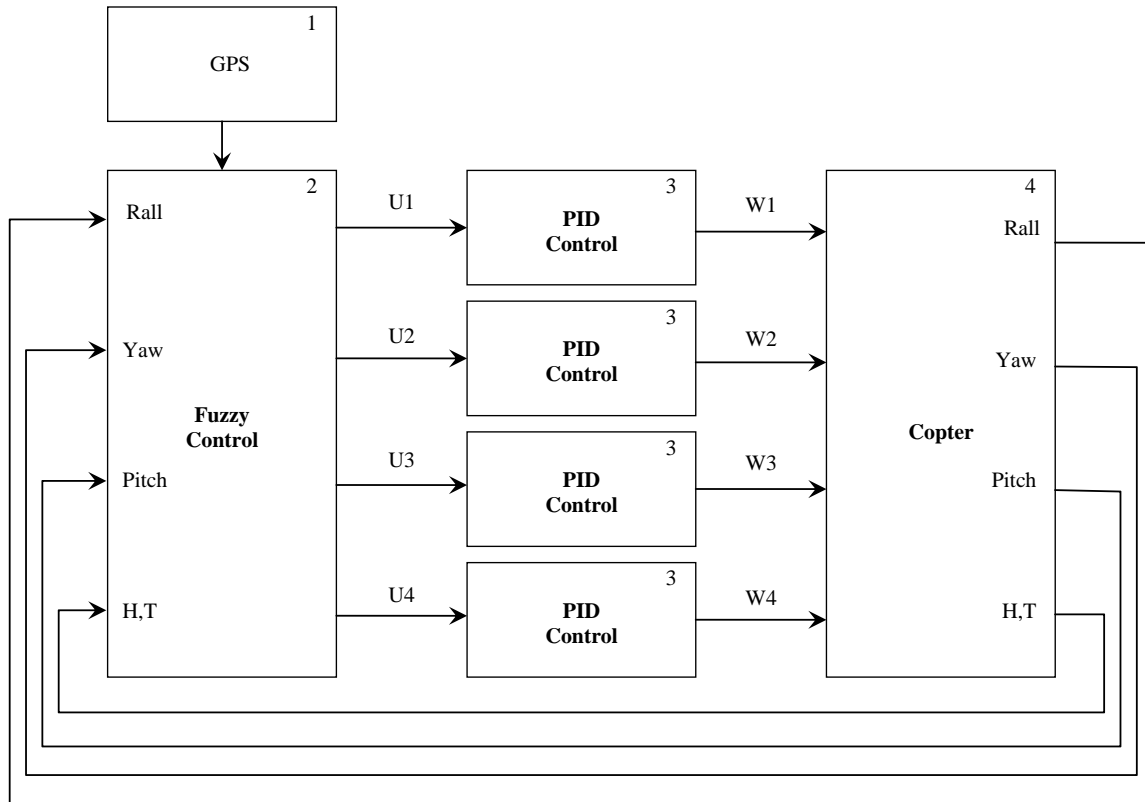 1
GPS
2
Rall
Yaw
Fuzzy
Control
Pitch
H,T
U1
U2
U3
U4
3
PID
Control
3
PID
Control
3
PID
Control
3
PID
Control
W1
W2
W3
W4
4
Rall
Yaw
Copter
Pitch
H,T